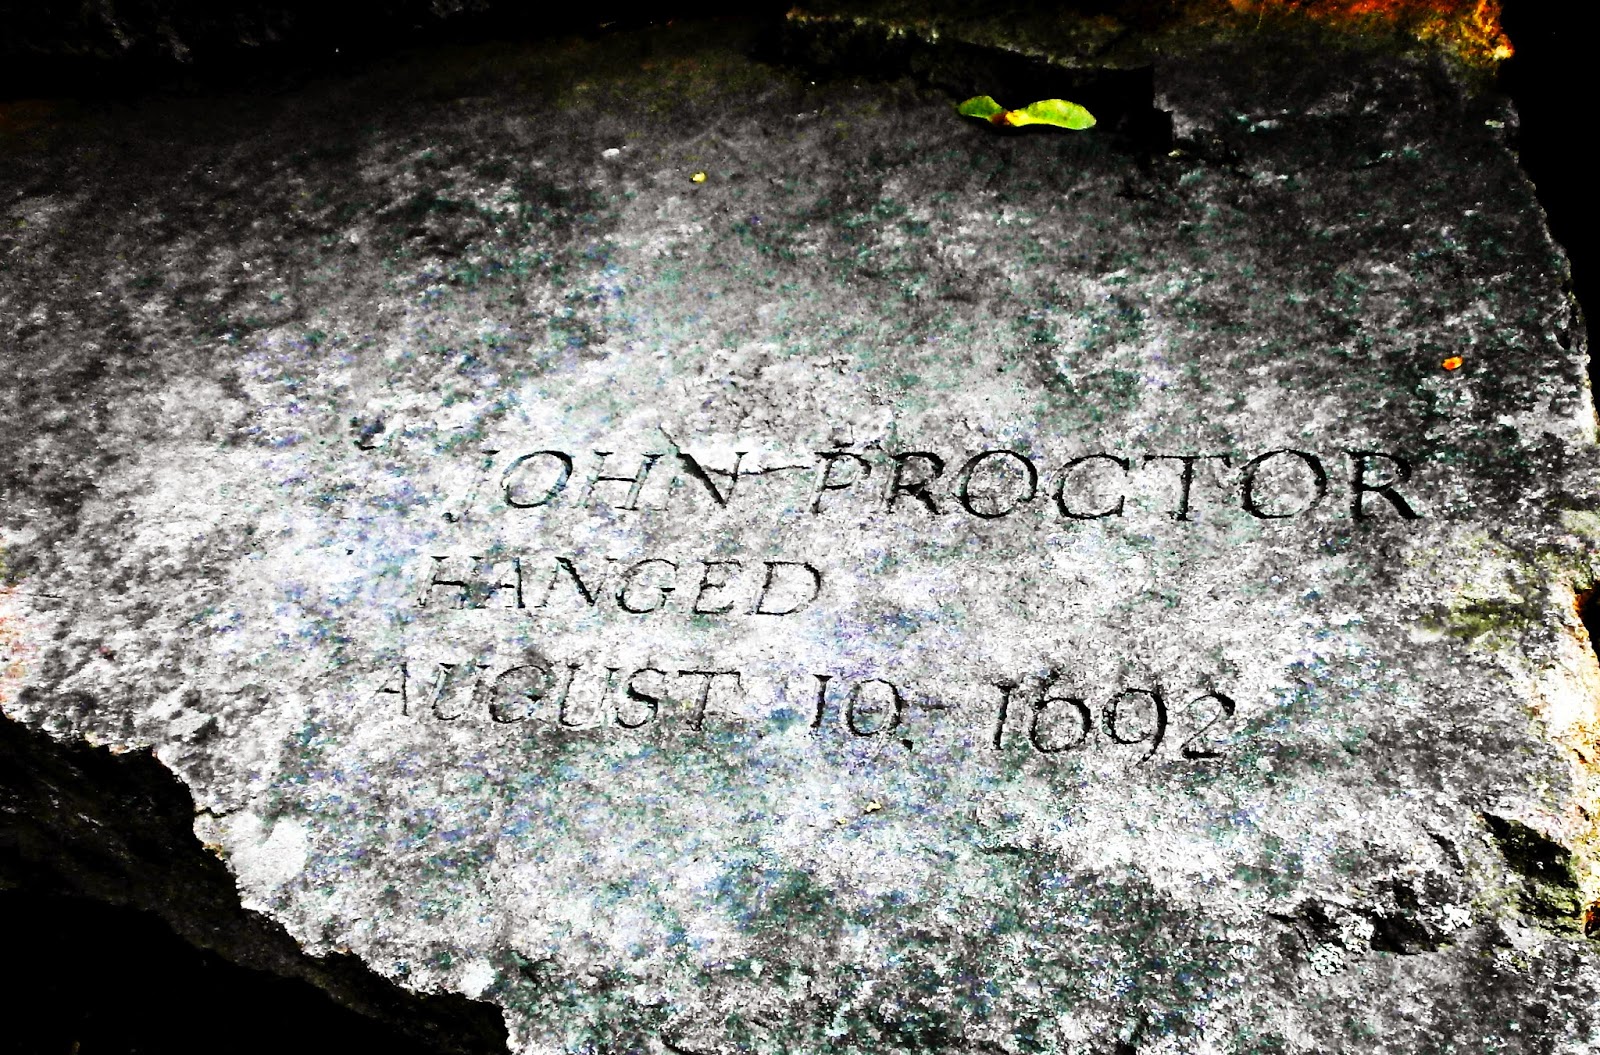 JOHN PROCTOR
HANGED
AUGUST 19, 1692